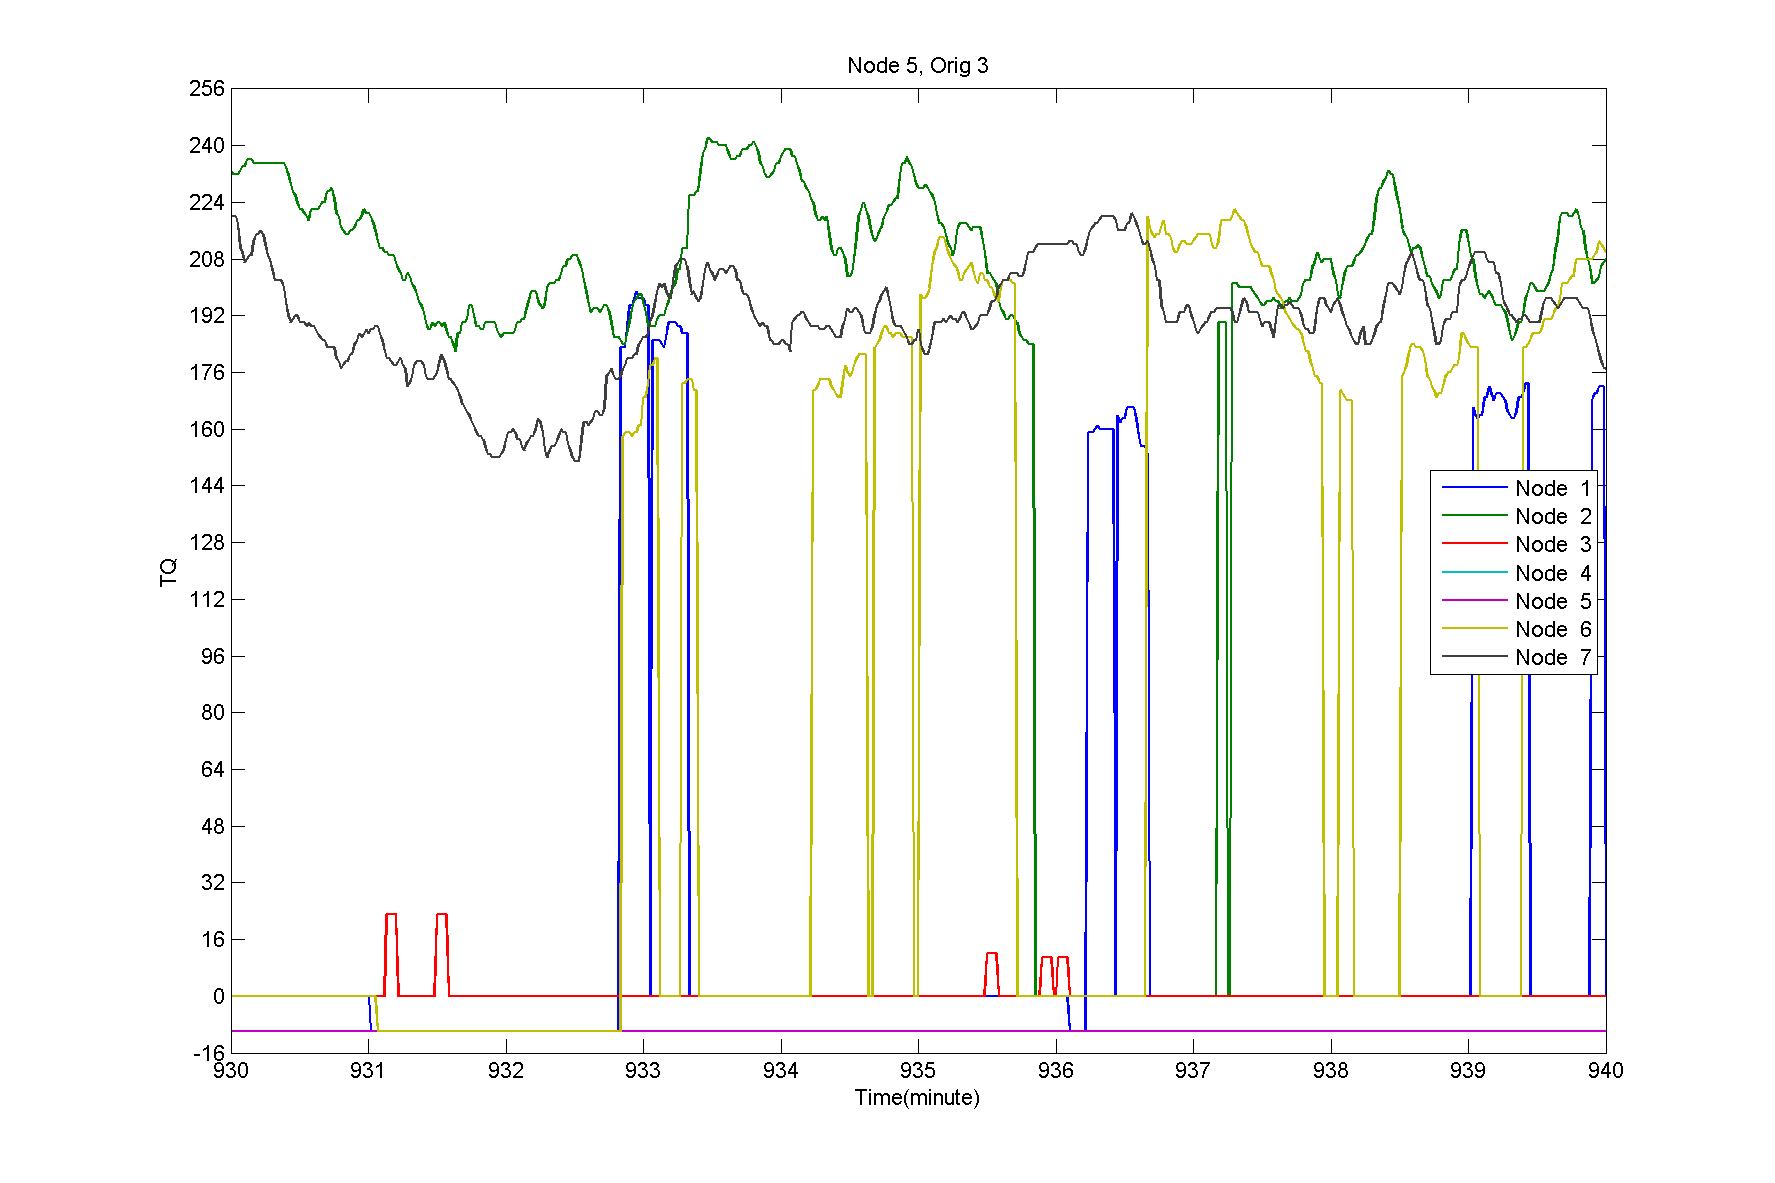 Node 5, Orig 3
256
240
224
208
192
176
160
144
128
112
96
80
64
48
32
16
0
-16
TQ
Node 1
Node 2
Node 3
Node 4
Node 5
Node 6
Node 7
930 931 932 933 934 935 936 937 938 939 940
Time(minute)